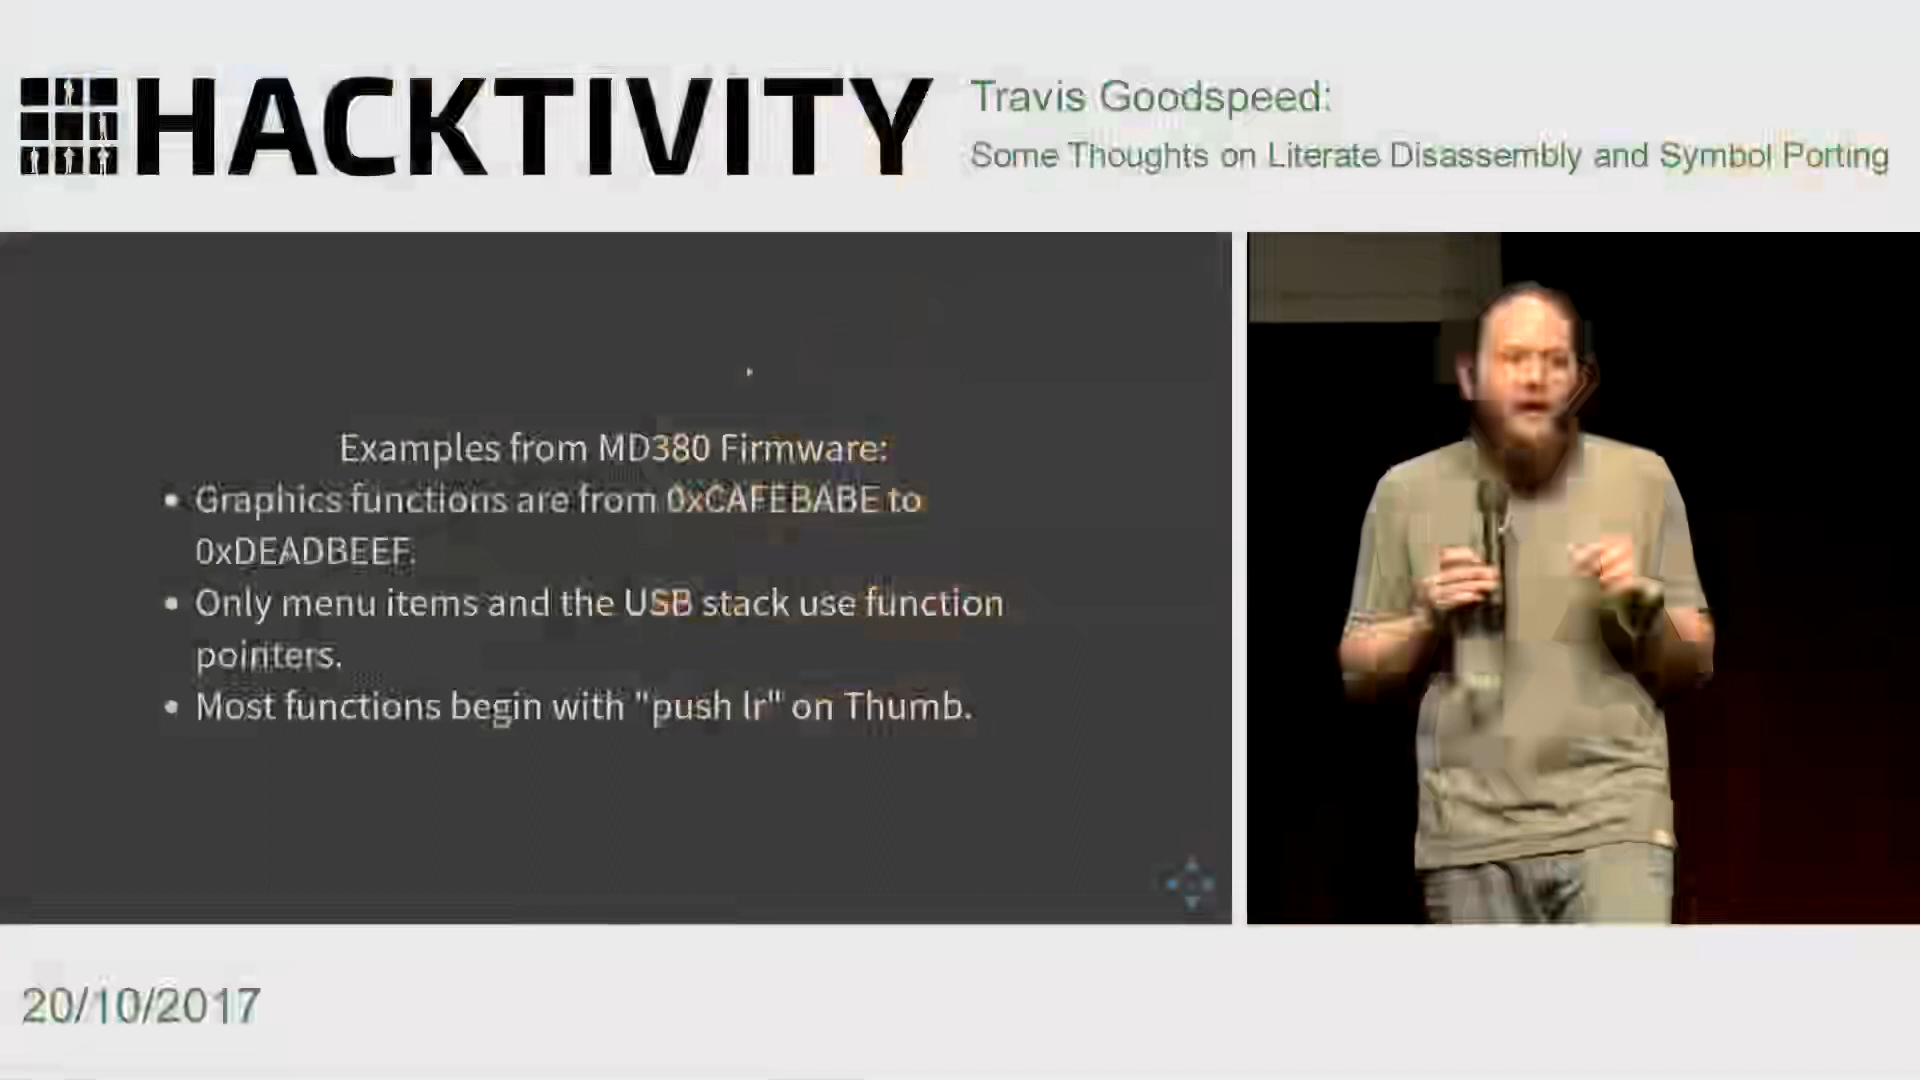 HACKTIVITY
Travis Goodspeed:
Some Thoughts on Literate Disassembly and Symbol Porting
Examples from MD380 Firmware:
• Graphics functions are from 0xCAFEBABE to
0xDEADBEEF.
• Only menu items and the USB stack use function
pointers.
• Most functions begin with "push lr" on Thumb.
20/10/2017